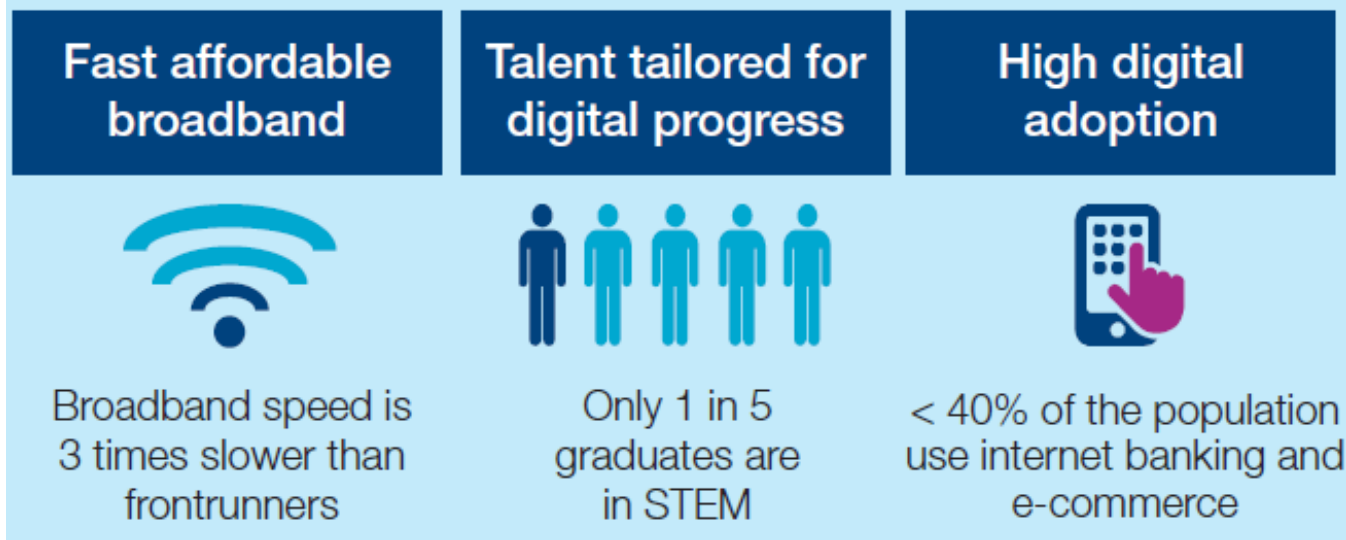 Fast affordable
broadband
Talent tailored for
digital progress
High digital
adoption
Broadband speed is
3 times slower than
frontrunners
Only 1 in 5
graduates are
in STEM
< 40% of the population
use internet banking and
e-commerce